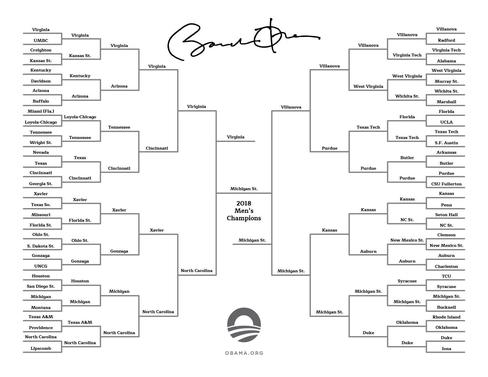 Virginia
UMBC
Creighton
Kansas St.
Kentucky
Davidson
Arizona
Buffalo
Miami (Fla.)
Loyola-Chicago
Tennessee
Wright St.
Nevada
Texas
Cincinnati
Georgia St.
Xavier
Texas So.
Missouri
Florida St.
Ohio St.
S. Dakota St.
Gonzaga
UNCG
Houston
San Diego St.
Michigan
Montana
Texas A&M
Providence
North Carolina
Lipscomb
Virginia
Kansas St.
Kentucky
Arizona
Loyola-Chicago
Tennessee
Texas
Cincinnati
Xavier
Florida St.
Ohio St.
Gonzaga
Houston
Michigan
Texas A&M
North Carolina
Virginia
Arizona
Tennessee
Cincinnati
Xavier
Gonzaga
Michigan
North Carolina
Virginia
Cincinnati
Xavier
North Carolina
Virginia
North Carolina
Virginia
Michigan St.
2018
Men's
Champions
Michigan St.
Villanova
Michigan St.
Villanova
Purdue
Kansas
Michigan St.
Villanova
West Virginia
Texas Tech
Purdue
Kansas
Auburn
Michigan St.
Duke
Villanova
Virginia Tech
West Virginia
Wichita St.
Florida
Texas Tech
Butler
Purdue
Kansas
NC St.
New Mexico St.
Auburn
Syracuse
Michigan St.
Oklahoma
Duke
Villanova
Radford
Virginia Tech
Alabama
West Virginia
Murray St.
Wichita St.
Marshall
Florida
UCLA
Texas Tech
S.F. Austin
Arkansas
Butler
Purdue
CSU Fullerton
Kansas
Penn
Seton Hall
NC St.
Clemson
New Mexico St.
Auburn
Charleston
TCU
Syracuse
Michigan St.
Bucknell
Rhode Island
Oklahoma
Duke
Iona
OBAMA.ORG